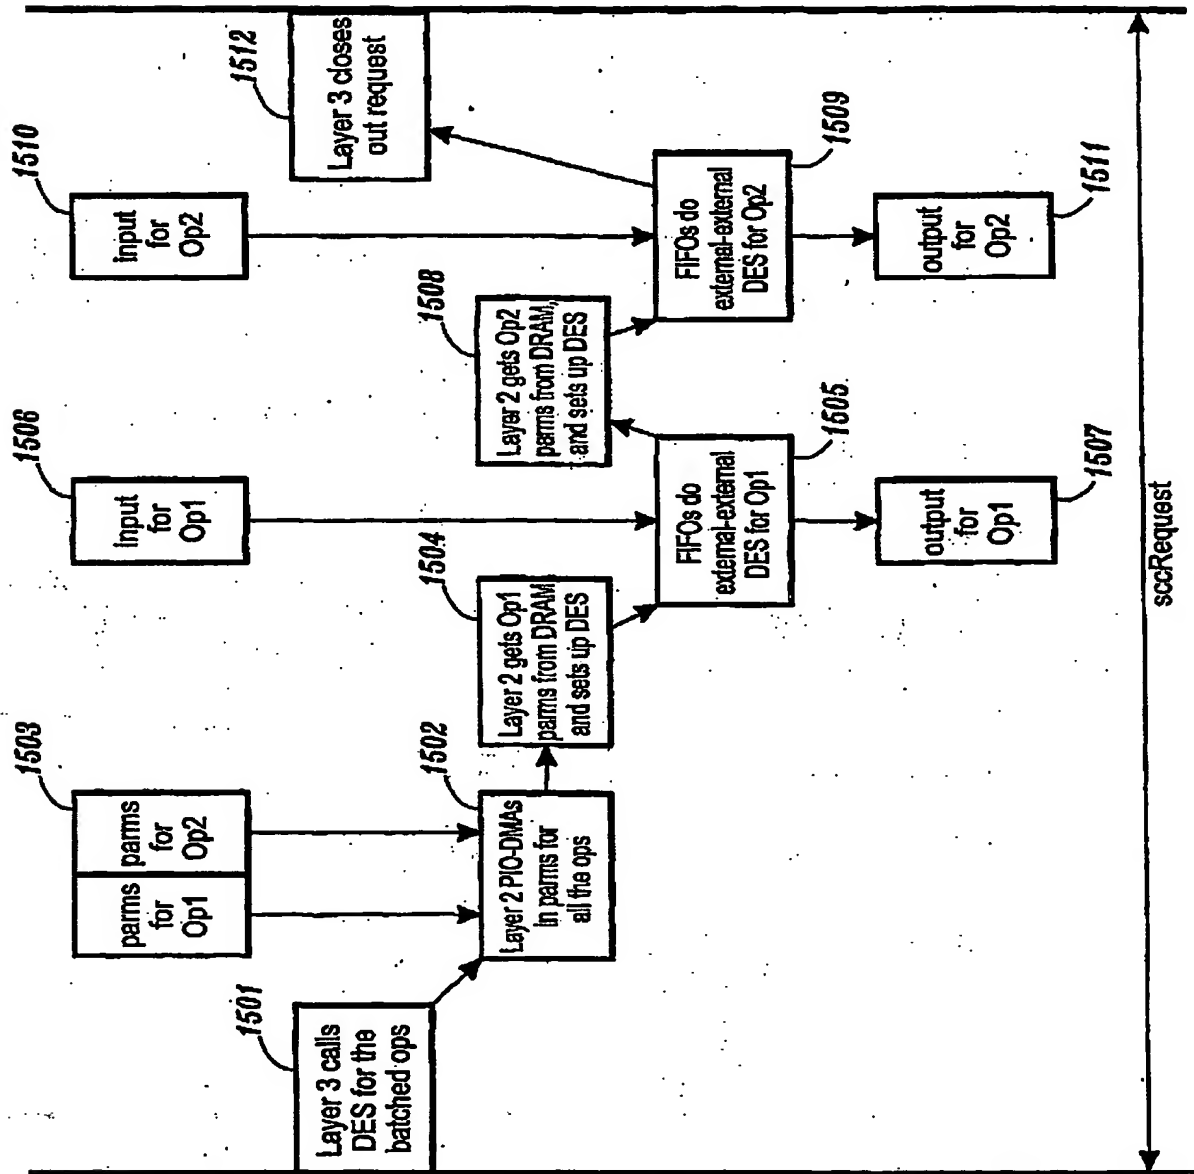 1503
parms
for
Op1
parms
for
Op2
1506
input
for
Op1
1510
input
for
Op2
1501
Layer 3 calls
DES for the
batched ops
1512
Layer 3 closes
out request
1502
Layer 2 PIO-DMAs
in parms for
all the ops
1504
Layer 2 gets Op1
parms from DRAM
and sets up DES
1508
Layer 2 gets Op2
parms from DRAM,
and sets up DES
1505
FIFOs do
external-external
DES for Op1
1509
FIFOs do
external-external
DES for Op2
output
for
Op1
1507
output
for
Op2
1511
sccRequest